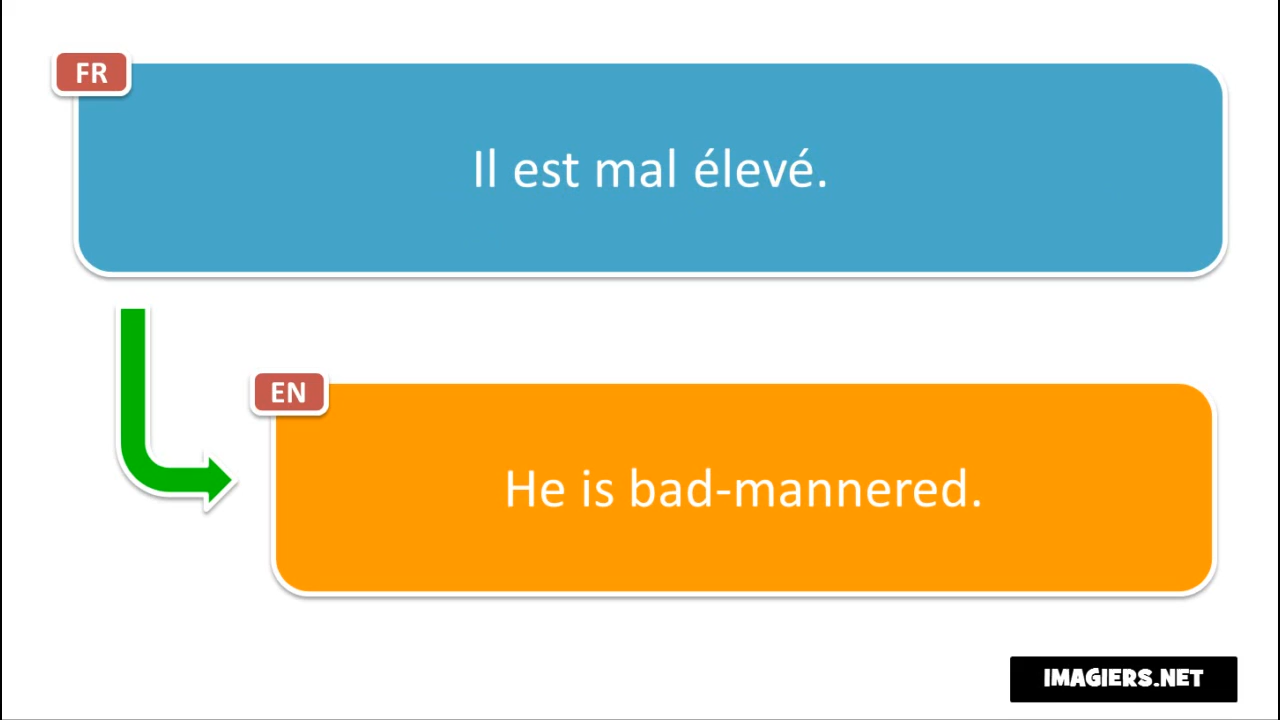 FR
Il est mal élevé.
EN
He is bad-mannered.
IMAGIERS.NET